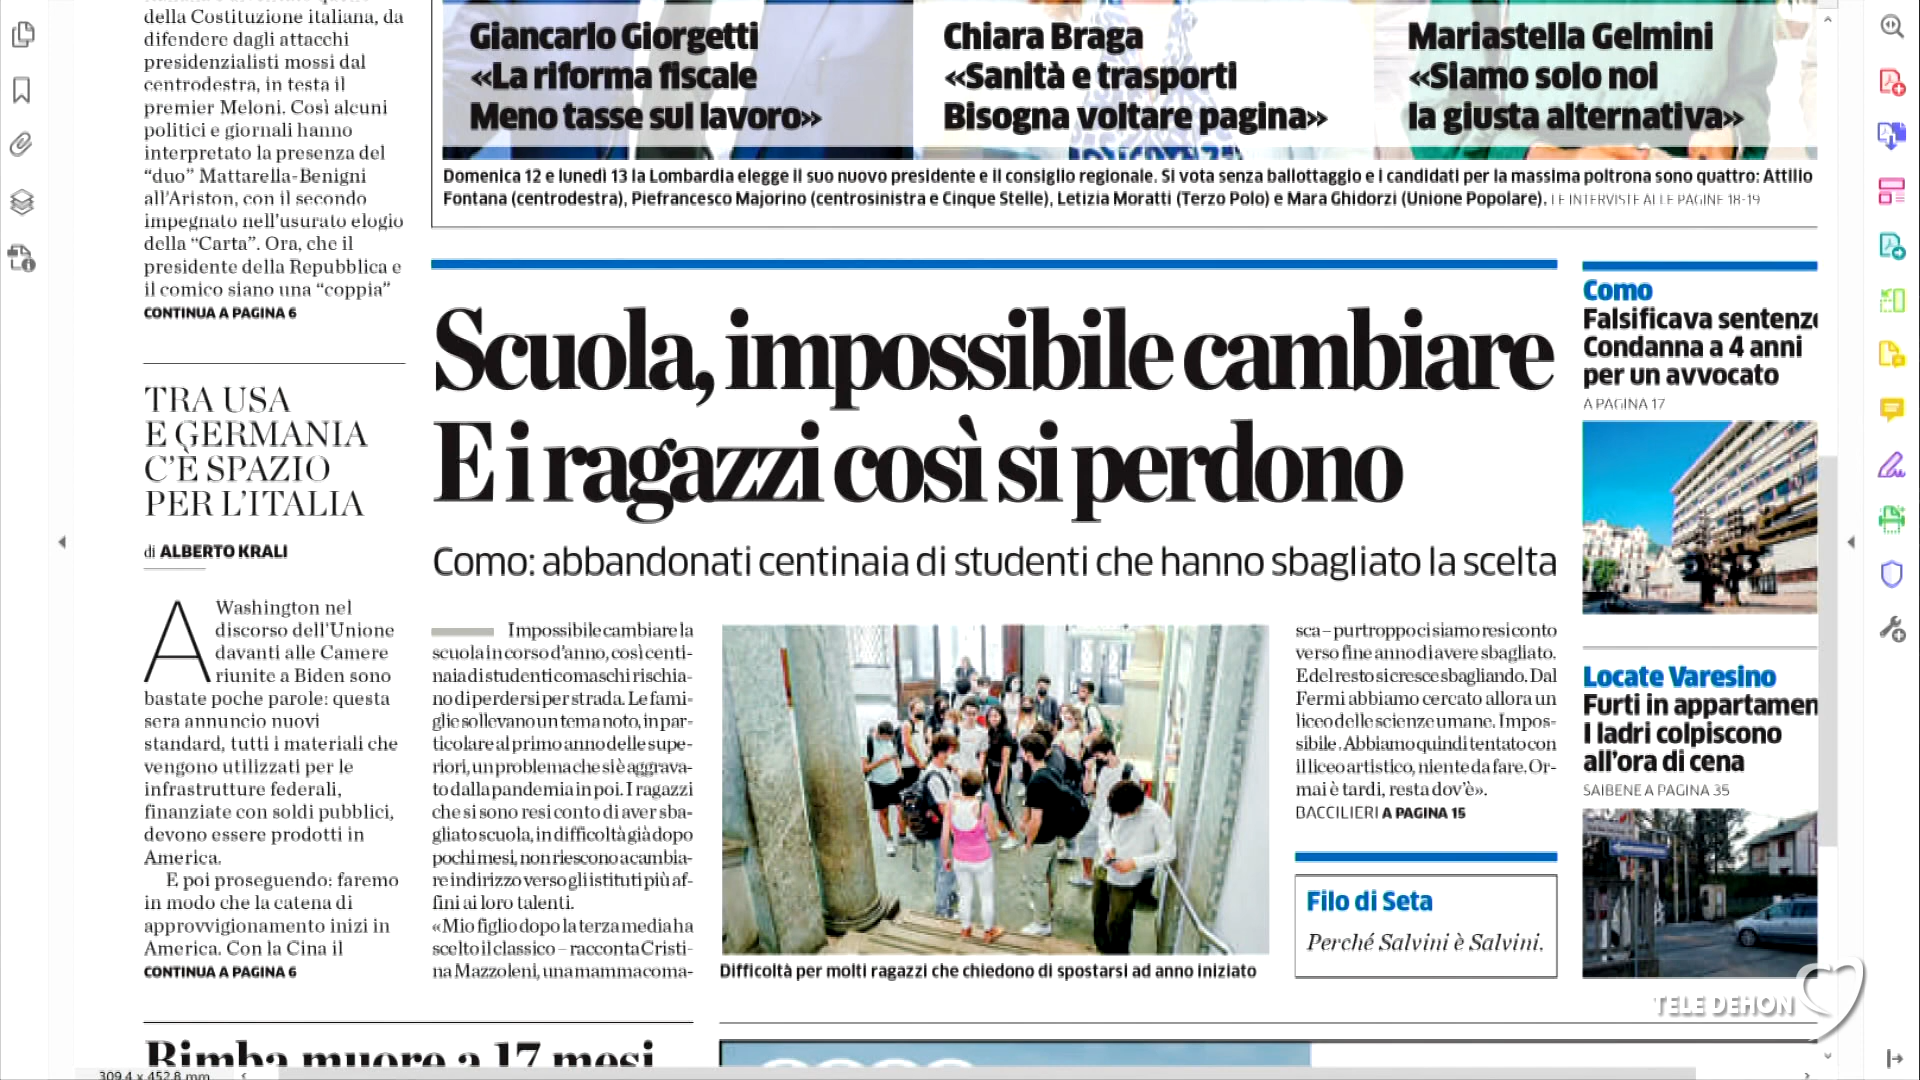 della Costituzione italiana, da
difendere dagli attacchi
presidenzialisti mossi dal
centrodestra, in testa il
premier Meloni. Così alcuni
politici e giornali hanno
interpretato la presenza del
“duo” Mattarella-Benigni
all’Ariston, con il secondo
impegnato nell’usurato elogio
della “Carta”. Ora, che il
presidente della Repubblica e
il comico siano una “coppia”
CONTINUA A PAGINA 6
TRA USA
E GERMANIA
C’È SPAZIO
PER L’ITALIA
di ALBERTO KRALI
A Washington nel
discorso dell’Unione
davanti alle Camere
riunite a Biden sono
bastate poche parole: questa
sera annuncio nuovi
standard, tutti i materiali che
vengono utilizzati per le
infrastrutture federali,
finanziate con soldi pubblici,
devono essere prodotti in
America.
E poi proseguendo: faremo
in modo che la catena di
approvvigionamento inizi in
America. Con la Cina il
CONTINUA A PAGINA 6
Giancarlo Giorgetti
«La riforma fiscale
Meno tasse sul lavoro»
Chiara Braga
«Sanità e trasporti
Bisogna voltare pagina»
Mariastella Gelmini
«Siamo solo noi
la giusta alternativa»
Domenica 12 e lunedì 13 la Lombardia elegge il suo nuovo presidente e il consiglio regionale. Si vota senza ballottaggio e i candidati per la massima poltrona sono quattro: Attilio
Fontana (centrodestra), Piefrancesco Majorino (centrosinistra e Cinque Stelle), Letizia Moratti (Terzo Polo) e Mara Ghidorzi (Unione Popolare). LE INTERVISTE ALLE PAGINE 18-19
Scuola, impossibile cambiare
E i ragazzi così si perdono
Como: abbandonati centinaia di studenti che hanno sbagliato la scelta
Impossibile cambiare la
scuola in corso d’anno, così centi-
naia di studenti comaschi rischia-
no di perdersi per strada. Le fami-
glie sollevano un tema noto, in par-
ticolare al primo anno delle supe-
riori, un problema che si è aggrava-
to dalla pandemia in poi. I ragazzi
che si sono resi conto di aver sba-
gliato scuola, in difficoltà già dopo
pochi mesi, non riescono a cambia-
re indirizzo verso gli istituti più af-
fini ai loro talenti.
«Mio figlio dopo la terza media ha
scelto il classico – racconta Cristi-
na Mazzoleni, una mamma coma-
Difficoltà per molti ragazzi che chiedono di spostarsi ad anno iniziato
sca – purtroppo ci siamo resi conto
verso fine anno di avere sbagliato.
E del resto si cresce sbagliando. Dal
Fermi abbiamo cercato allora un
liceo delle scienze umane. Impos-
sibile. Abbiamo quindi tentato con
il liceo artistico, niente da fare. Or-
mai è tardi, resta dov’è».
BACCILIERI A PAGINA 15
Filo di Seta
Perché Salvini è Salvini.
Como
Falsificava sentenze
Condanna a 4 anni
per un avvocato
A PAGINA 17
Locate Varesino
Furti in appartamen
I ladri colpiscono
all’ora di cena
SAIBENE A PAGINA 35
TELE DEHON
Bimba muore a 17 mesi
309,4 x 452,8 mm